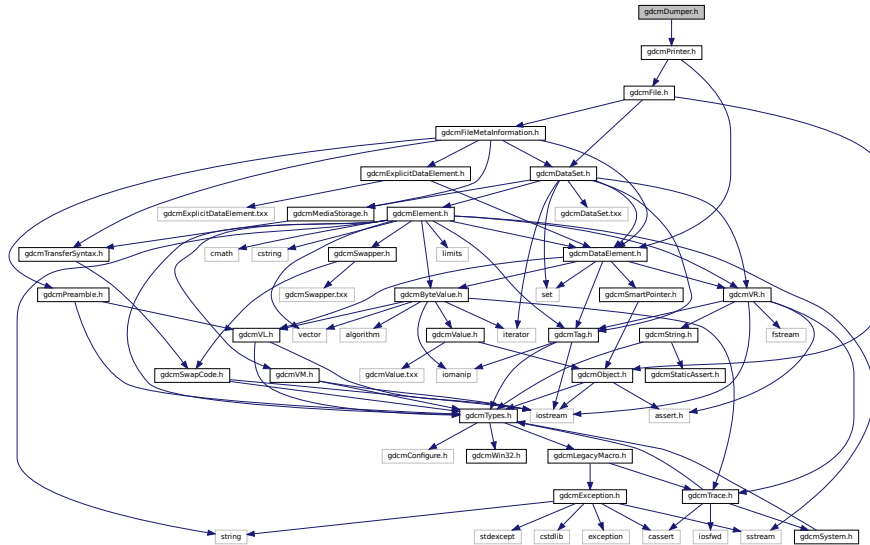 gdcmDumper.h
gdcmPrinter.h
gdcmFile.h
gdcmFileMetaInformation.h
gdcmExplicitDataElement.h
gdcmDataSet.h
gdcmExplicitDataElement.txx
gdcmMediaStorage.h
gdcmElement.h
gdcmDataSet.txx
gdcmTransferSyntax.h
cmath
cstring
gdcmSwapper.h
limits
gdcmDataElement.h
gdcmPreamble.h
gdcmSwapper.txx
gdcmByteValue.h
set
gdcmSmartPointer.h
gdcmVR.h
gdcmVL.h
vector
algorithm
gdcmValue.h
iterator
gdcmTag.h
gdcmString.h
fstream
gdcmSwapCode.h
gdcmVM.h
gdcmValue.txx
iomanip
gdcmObject.h
gdcmStaticAssert.h
gdcmTypes.h
iostream
assert.h
gdcmConfigure.h
gdcmWin32.h
gdcmLegacyMacro.h
gdcmException.h
gdcmTrace.h
string
stdexcept
cstdlib
exception
cassert
iosfwd
sstream
gdcmSystem.h